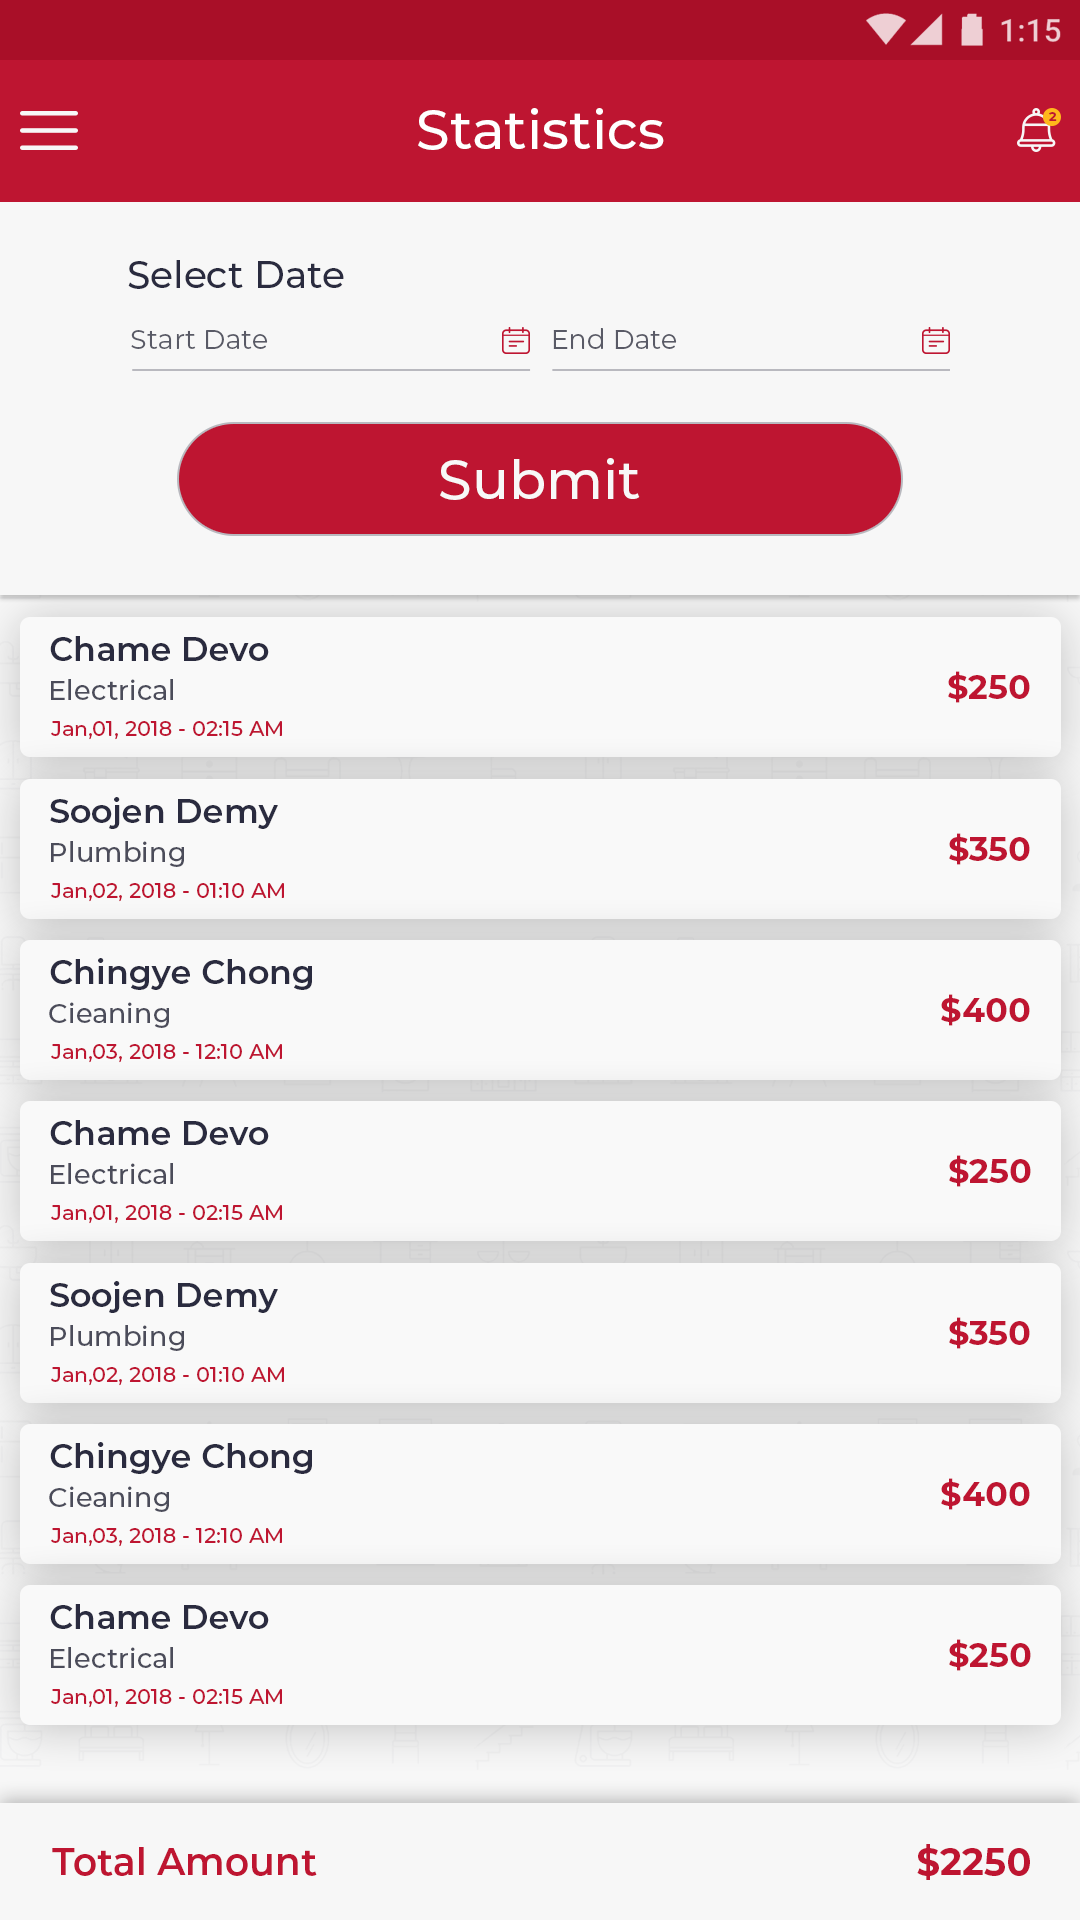 1:15
Statistics
2
Select Date
Start Date
End Date
Submit
Chame Devo
Electrical
$250
Jan,01, 2018 - 02:15 AM
Soojen Demy
Plumbing
$350
Jan,02, 2018 - 01:10 AM
Chingye Chong
Cieaning
$400
Jan,03, 2018 - 12:10 AM
Chame Devo
Electrical
$250
Jan,01, 2018 - 02:15 AM
Soojen Demy
Plumbing
$350
Jan,02, 2018 - 01:10 AM
Chingye Chong
Cieaning
$400
Jan,03, 2018 - 12:10 AM
Chame Devo
Electrical
$250
Jan,01, 2018 - 02:15 AM
Total Amount
$2250